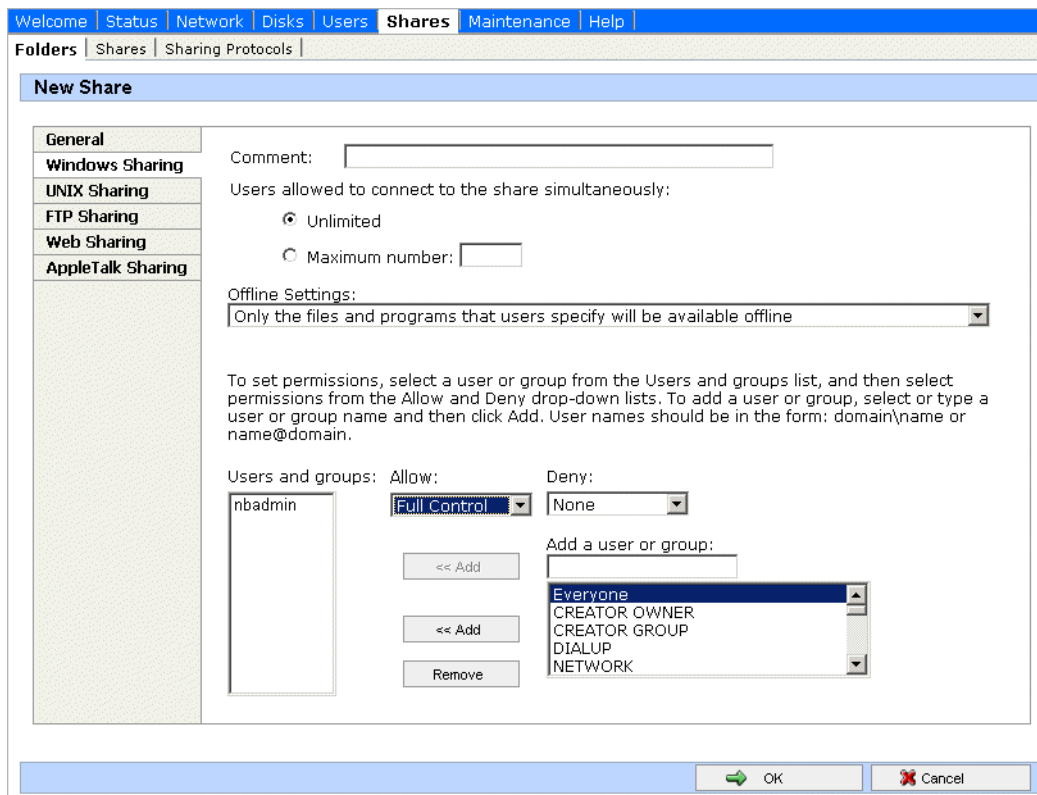 Welcome | Status | Network | Disks | Users | Shares | Maintenance | Help |
Folders | Shares | Sharing Protocols |
New Share
General
Windows Sharing
UNIX Sharing
FTP Sharing
Web Sharing
AppleTalk Sharing
Comment:
Users allowed to connect to the share simultaneously:
Unlimited
Maximum number:
Offline Settings:
Only the files and programs that users specify will be available offline
To set permissions, select a user or group from the Users and groups list, and then select
permissions from the Allow and Deny drop-down lists. To add a user or group, select or type a
user or group name and then click Add. User names should be in the form: domain\name or
name@domain.
Users and groups: Allow: Deny:
nbadmin Full Control None
Add a user or group:
<< Add
Everyone
CREATOR OWNER
<< Add CREATOR GROUP
DIALUP
NETWORK
Remove
OK Cancel